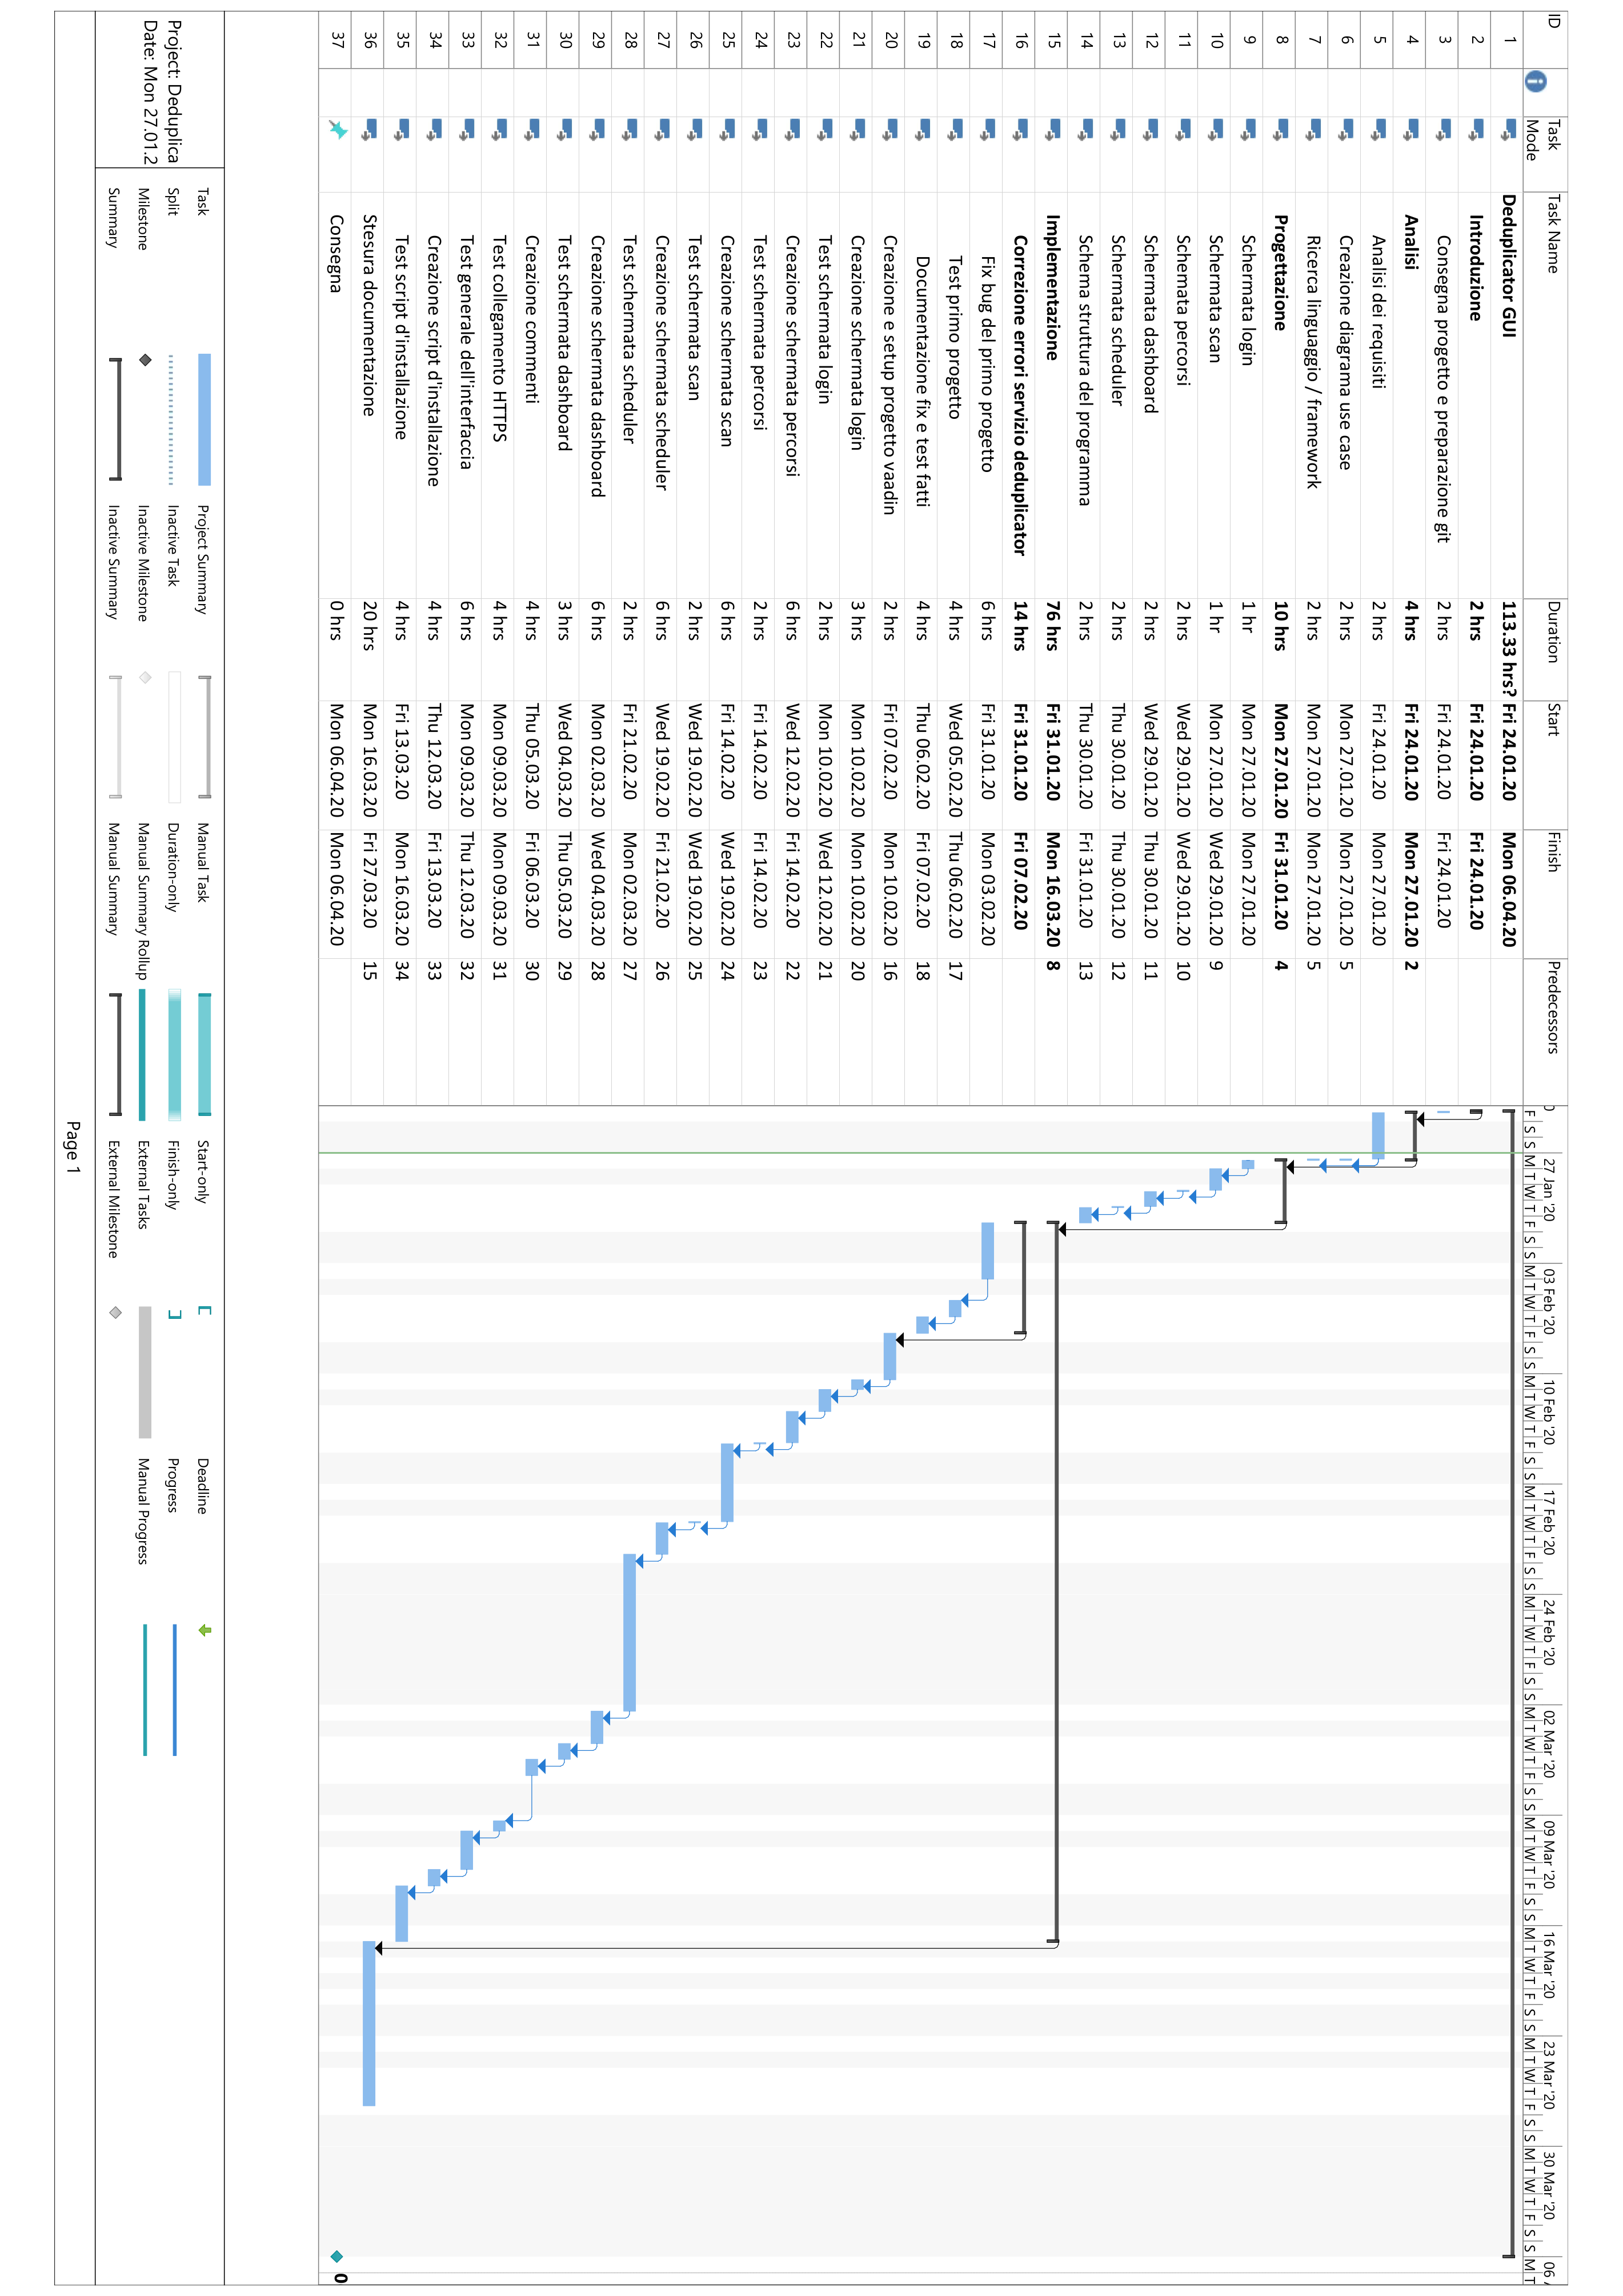 ID Task Mode Task Name Duration Start Finish Predecessors
27 Jan '20 03 Feb '20 10 Feb '20 17 Feb '20 24 Feb '20 02 Mar '20 09 Mar '20 16 Mar '20 23 Mar '20 30 Mar '20 06
F S S M T W T F S S M T W T F S S M T W T F S S M T W T F S S M T W T F S S M T W T F S S M T W T F S S M T W T F S S M T W T F S S M T W T F S S M T
1 Deduplicator GUI 113.33 hrs? Fri 24.01.20 Mon 06.04.20
2 Introduzione 2 hrs Fri 24.01.20 Fri 24.01.20
3 Consegna progetto e preparazione git 2 hrs Fri 24.01.20 Fri 24.01.20
4 Analisi 4 hrs Fri 24.01.20 Mon 27.01.20 2
5 Analisi dei requisiti 2 hrs Fri 24.01.20 Mon 27.01.20
6 Creazione diagrama use case 2 hrs Mon 27.01.20 Mon 27.01.20 5
7 Ricerca linguaggio / framework 2 hrs Mon 27.01.20 Mon 27.01.20 5
8 Progettazione 10 hrs Mon 27.01.20 Fri 31.01.20 4
9 Schermata login 1 hr Mon 27.01.20 Mon 27.01.20
10 Schermata scan 1 hr Mon 27.01.20 Wed 29.01.20 9
11 Schemata percorsi 2 hrs Wed 29.01.20 Wed 29.01.20 10
12 Schermata dashboard 2 hrs Wed 29.01.20 Thu 30.01.20 11
13 Schermata scheduler 2 hrs Thu 30.01.20 Thu 30.01.20 12
14 Schema struttura del programma 2 hrs Thu 30.01.20 Fri 31.01.20 13
15 Implementazione 76 hrs Fri 31.01.20 Mon 16.03.20 8
16 Correzione errori servizio deduplicator 14 hrs Fri 31.01.20 Fri 07.02.20
17 Fix bug del primo progetto 6 hrs Fri 31.01.20 Mon 03.02.20
18 Test primo progetto 4 hrs Wed 05.02.20 Thu 06.02.20 17
19 Documentazione fix e test fatti 4 hrs Thu 06.02.20 Fri 07.02.20 18
20 Creazione e setup progetto vaadin 2 hrs Fri 07.02.20 Mon 10.02.20 16
21 Creazione schermata login 3 hrs Mon 10.02.20 Mon 10.02.20 20
22 Test schermata login 2 hrs Mon 10.02.20 Wed 12.02.20 21
23 Creazione schermata percorsi 6 hrs Wed 12.02.20 Fri 14.02.20 22
24 Test schermata percorsi 2 hrs Fri 14.02.20 Fri 14.02.20 23
25 Creazione schermata scan 6 hrs Fri 14.02.20 Wed 19.02.20 24
26 Test schermata scan 2 hrs Wed 19.02.20 Wed 19.02.20 25
27 Creazione schermata scheduler 6 hrs Wed 19.02.20 Fri 21.02.20 26
28 Test schermata scheduler 2 hrs Fri 21.02.20 Mon 02.03.20 27
29 Creazione schermata dashboard 6 hrs Mon 02.03.20 Wed 04.03.20 28
30 Test schermata dashboard 3 hrs Wed 04.03.20 Thu 05.03.20 29
31 Creazione commenti 4 hrs Thu 05.03.20 Fri 06.03.20 30
32 Test collegamento HTTPS 4 hrs Mon 09.03.20 Mon 09.03.20 31
33 Test generale dell'interfaccia 6 hrs Mon 09.03.20 Thu 12.03.20 32
34 Creazione script d'installazione 4 hrs Thu 12.03.20 Fri 13.03.20 33
35 Test script d'installazione 4 hrs Fri 13.03.20 Mon 16.03.20 34
36 Stesura documentazione 20 hrs Mon 16.03.20 Fri 27.03.20 15
37 Consegna 0 hrs Mon 06.04.20 Mon 06.04.20
0
Project: Deduplica
Date: Mon 27.01.2
Task Project Summary Manual Task Start-only Deadline
Split Inactive Task Duration-only Finish-only Progress
Milestone Inactive Milestone Manual Summary Rollup External Tasks Manual Progress
Summary Inactive Summary Manual Summary External Milestone
Page 1